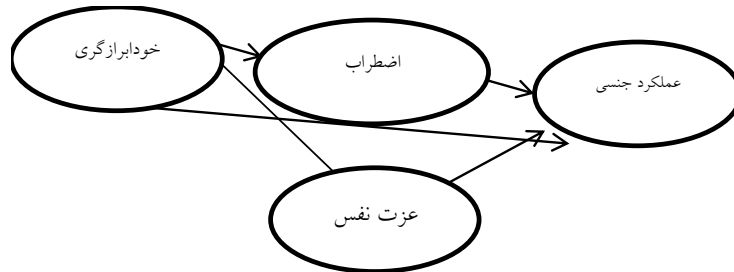 خودابرازگری
اضطراب
عملکرد جنسی
عزت نفس